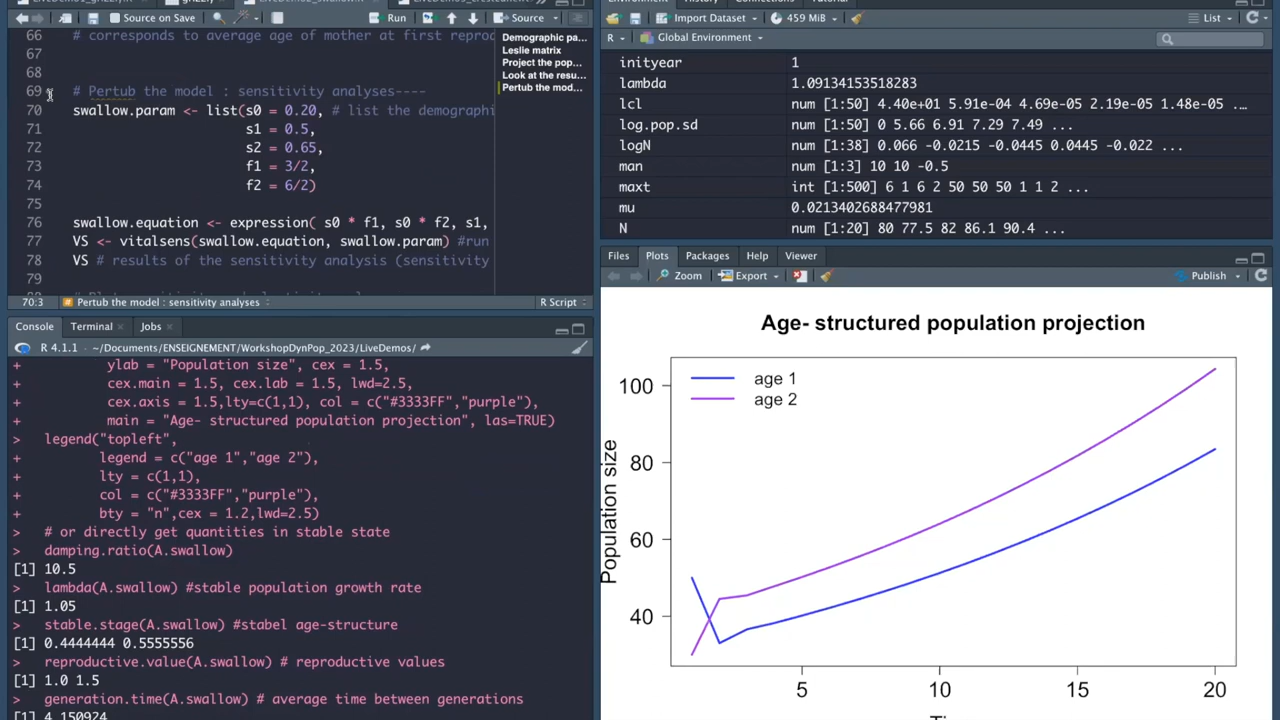 Source on Save
Run
Source
66 # corresponds to average age of mother at first reprod
67
68
69 # Pertub the model : sensitivity analyses----
70 swallow.param <- list(s0 = 0.20, # list the demographi
71 s1 = 0.5,
72 s2 = 0.65,
73 f1 = 3/2,
74 f2 = 6/2)
75
76 swallow.equation <- expression( s0 * f1, s0 * f2, s1,
77 VS <- vitalsens(swallow.equation, swallow.param) #run
78 VS # results of the sensitivity analysis (sensitivity
79
Demographic pa...
Leslie matrix
Project the pop...
Look at the resu...
Pertub the mod...
70:3 Pertub the model : sensitivity analyses R Script
Console Terminal Jobs
R 4.1.1 · ~/Documents/ENSEIGNEMENT/WorkshopDynPop_2023/LiveDemos/
+ ylab = "Population size", cex = 1.5,
+ cex.main = 1.5, cex.lab = 1.5, lwd=2.5,
+ cex.axis = 1.5,lty=c(1,1), col = c("#3333FF","purple"),
+ main = "Age- structured population projection", las=TRUE)
> legend("topleft",
+ legend = c("age 1","age 2"),
+ lty = c(1,1),
+ col = c("#3333FF","purple"),
+ bty = "n",cex = 1.2,lwd=2.5)
> # or directly get quantities in stable state
> damping.ratio(A.swallow)
[1] 10.5
> lambda(A.swallow) #stable population growth rate
[1] 1.05
> stable.stage(A.swallow) #stabel age-structure
[1] 0.4444444 0.5555556
> reproductive.value(A.swallow) # reproductive values
[1] 1.0 1.5
> generation.time(A.swallow) # average time between generations
[1] 4.150924
Import Dataset 459 MiB List
R Global Environment
inityear 1
lambda 1.09134153518283
lcl num [1:50] 4.40e+01 5.91e-04 4.69e-05 2.19e-05 1.48e-05 ...
log.pop.sd num [1:50] 0 5.66 6.91 7.29 7.49 ...
logN num [1:38] 0.066 -0.0215 -0.0445 0.0445 -0.022 ...
man num [1:3] 10 10 -0.5
maxt int [1:500] 6 1 6 2 50 50 50 1 1 2 ...
mu 0.0213402688477981
N num [1:20] 80 77.5 82 86.1 90.4 ...
Files Plots Packages Help Viewer
Zoom Export Publish
Age- structured population projection
age 1
age 2
Population size
100
80
60
40
5 10 15 20